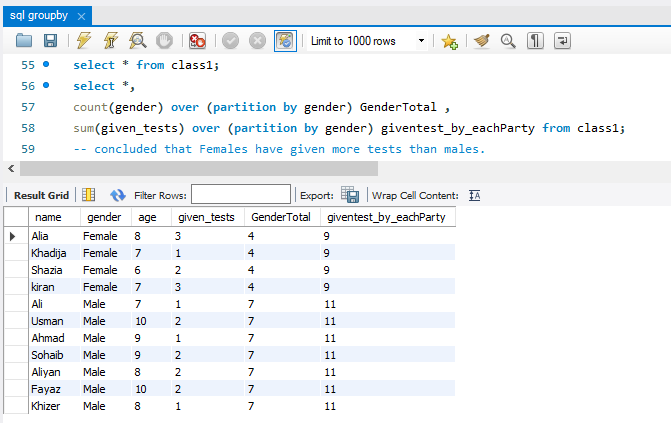 sql groupby
Limit to 1000 rows
55 select * from class1;
56 select *,
57 count(gender) over (partition by gender) GenderTotal ,
58 sum(given_tests) over (partition by gender) giventest_by_eachParty from class1;
59 -- concluded that Females have given more tests than males.
Result Grid Filter Rows: Export: Wrap Cell Content: IA
name gender age given_tests GenderTotal giventest_by_eachParty
Alia Female 8 3 4 9
Khadija Female 7 1 4 9
Shazia Female 6 2 4 9
kiran Female 7 3 4 9
Ali Male 7 1 7 11
Usman Male 10 2 7 11
Ahmad Male 9 1 7 11
Sohaib Male 9 2 7 11
Aliyan Male 8 2 7 11
Fayaz Male 10 2 7 11
Khizer Male 8 1 7 11